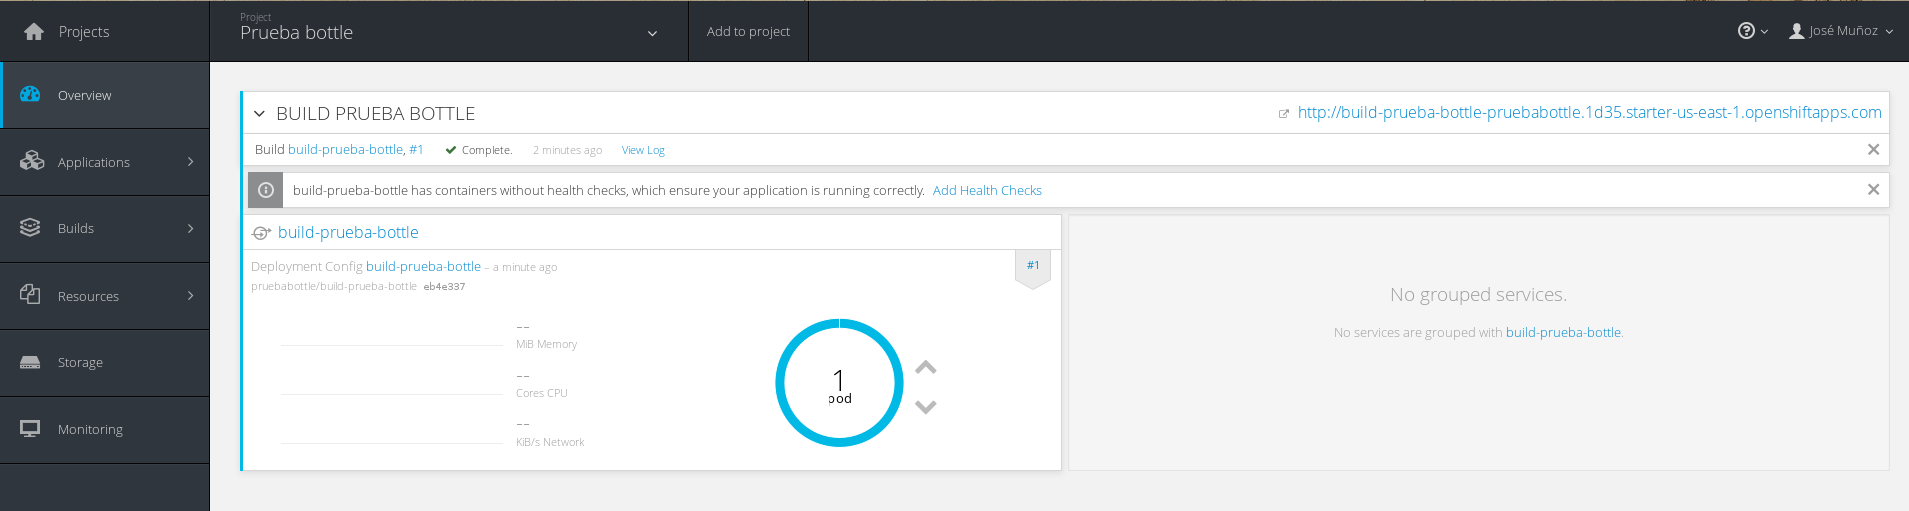 Projects
Project
Prueba bottle
Add to project
José Muñoz
Overview
Applications
Builds
Resources
Storage
Monitoring
BUILD PRUEBA BOTTLE
http://build-prueba-bottle-pruebabottle.1d35.starter-us-east-1.openshiftapps.com
Build build-prueba-bottle, #1 Complete. 2 minutes ago View Log
build-prueba-bottle has containers without health checks, which ensure your application is running correctly. Add Health Checks
build-prueba-bottle
Deployment Config build-prueba-bottle – a minute ago
#1
pruebabottle/build-prueba-bottle eb4e337
--
MiB Memory
--
Cores CPU
--
KiB/s Network
1
pod
No grouped services.
No services are grouped with build-prueba-bottle.